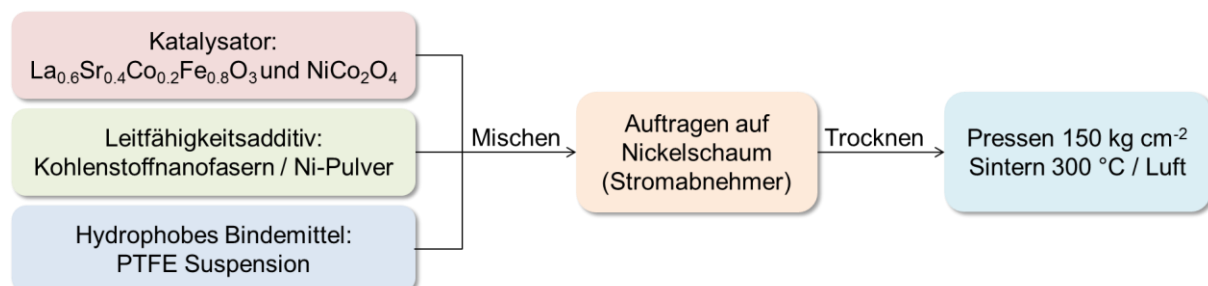 Katalysator:
La₀.₆Sr₀.₄Co₀.₂Fe₀.₈O₃ und NiCo₂O₄
Leitfähigkeitsadditiv:
Kohlenstoffnanofasern / Ni-Pulver
Hydrophobes Bindemittel:
PTFE Suspension
Mischen
Auftragen auf
Nickelschaum
(Stromabnehmer)
Trocknen
Pressen 150 kg cm⁻²
Sintern 300 °C / Luft